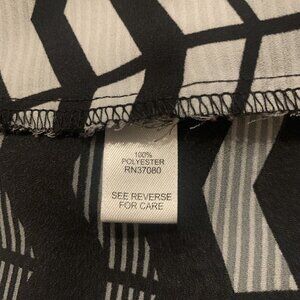 100%
POLYESTER
RN37080
SEE REVERSE
FOR CARE